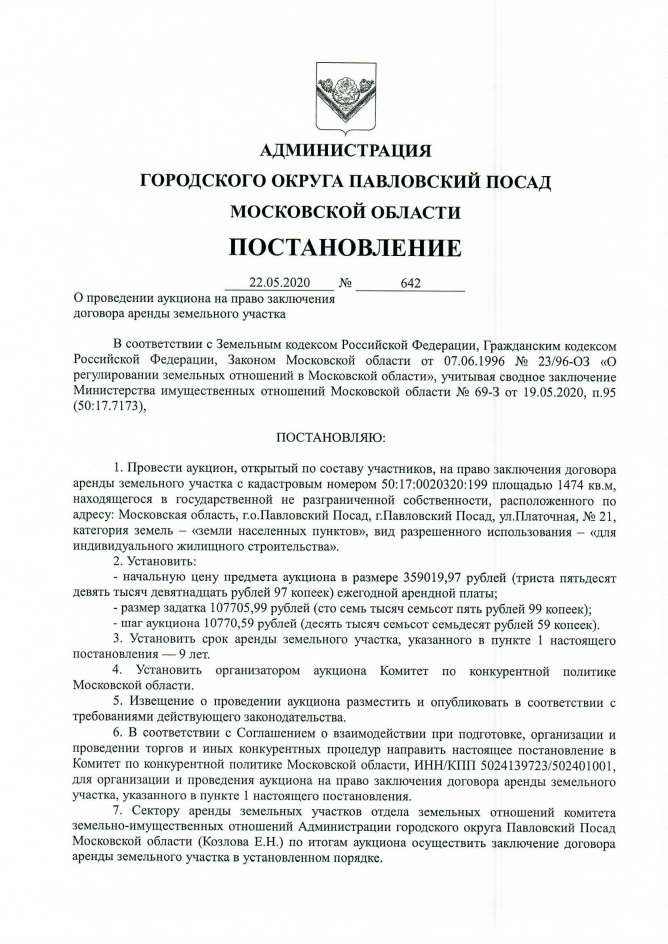 АДМИНИСТРАЦИЯ
ГОРОДСКОГО ОКРУГА ПАВЛОВСКИЙ ПОСАД
МОСКОВСКОЙ ОБЛАСТИ
ПОСТАНОВЛЕНИЕ
22.05.2020 № 642
О проведении аукциона на право заключения
договора аренды земельного участка
В соответствии с Земельным кодексом Российской Федерации, Гражданским кодексом
Российской Федерации, Законом Московской области от 07.06.1996 № 23/96-ОЗ «О
регулировании земельных отношений в Московской области», учитывая сводное заключение
Министерства имущественных отношений Московской области № 69-З от 19.05.2020, п.95
(50:17.7173),
ПОСТАНОВЛЯЮ:
1. Провести аукцион, открытый по составу участников, на право заключения договора
аренды земельного участка с кадастровым номером 50:17:0020320:199 площадью 1474 кв.м,
находящегося в государственной не разграниченной собственности, расположенного по
адресу: Московская область, г.о.Павловский Посад, г.Павловский Посад, ул.Платочная, № 21,
категория земель – «земли населенных пунктов», вид разрешенного использования – «для
индивидуального жилищного строительства».
2. Установить:
- начальную цену предмета аукциона в размере 359019,97 рублей (триста пятьдесят
девять тысяч девятнадцать рублей 97 копеек) ежегодной арендной платы;
- размер задатка 107705,99 рублей (сто семь тысяч семьсот пять рублей 99 копеек);
- шаг аукциона 10770,59 рублей (десять тысяч семьсот семьдесят рублей 59 копеек).
3. Установить срок аренды земельного участка, указанного в пункте 1 настоящего
постановления — 9 лет.
4. Установить организатором аукциона Комитет по конкурентной политике
Московской области.
5. Извещение о проведении аукциона разместить и опубликовать в соответствии с
требованиями действующего законодательства.
6. В соответствии с Соглашением о взаимодействии при подготовке, организации и
проведении торгов и иных конкурентных процедур направить настоящее постановление в
Комитет по конкурентной политике Московской области, ИНН/КПП 5024139723/502401001,
для организации и проведения аукциона на право заключения договора аренды земельного
участка, указанного в пункте 1 настоящего постановления.
7. Сектору аренды земельных участков отдела земельных отношений комитета
земельно-имущественных отношений Администрации городского округа Павловский Посад
Московской области (Козлова Е.Н.) по итогам аукциона осуществить заключение договора
аренды земельного участка в установленном порядке.